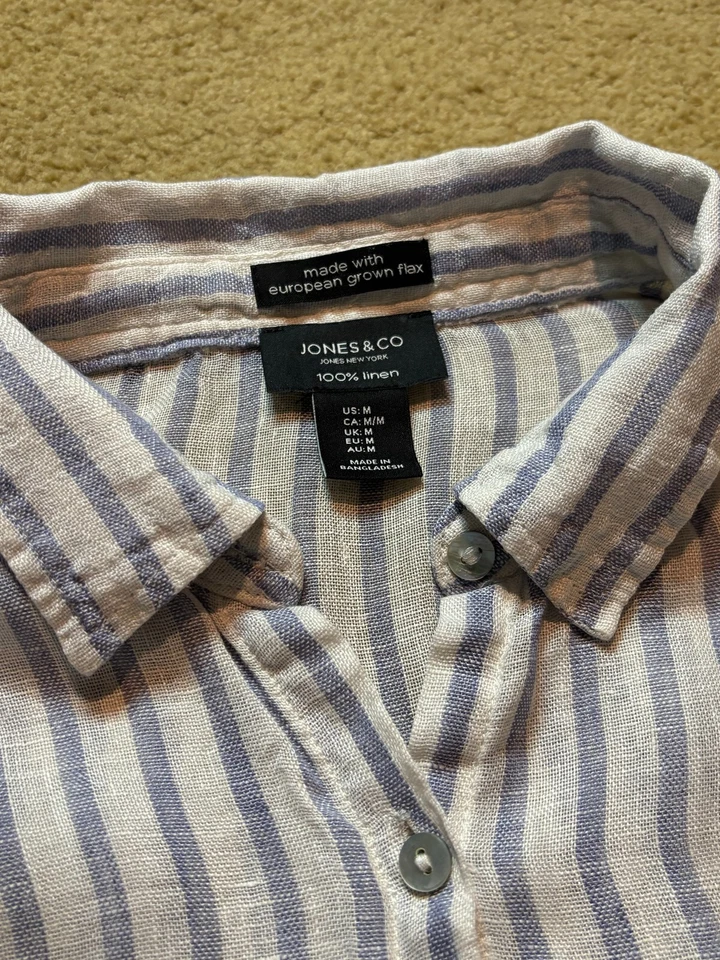 made with
european grown flax
JONES & CO
JONES NEW YORK
100% linen
US: M
CA: M/M
UK: M
EU: M
AU: M
MADE IN
BANGLADESH